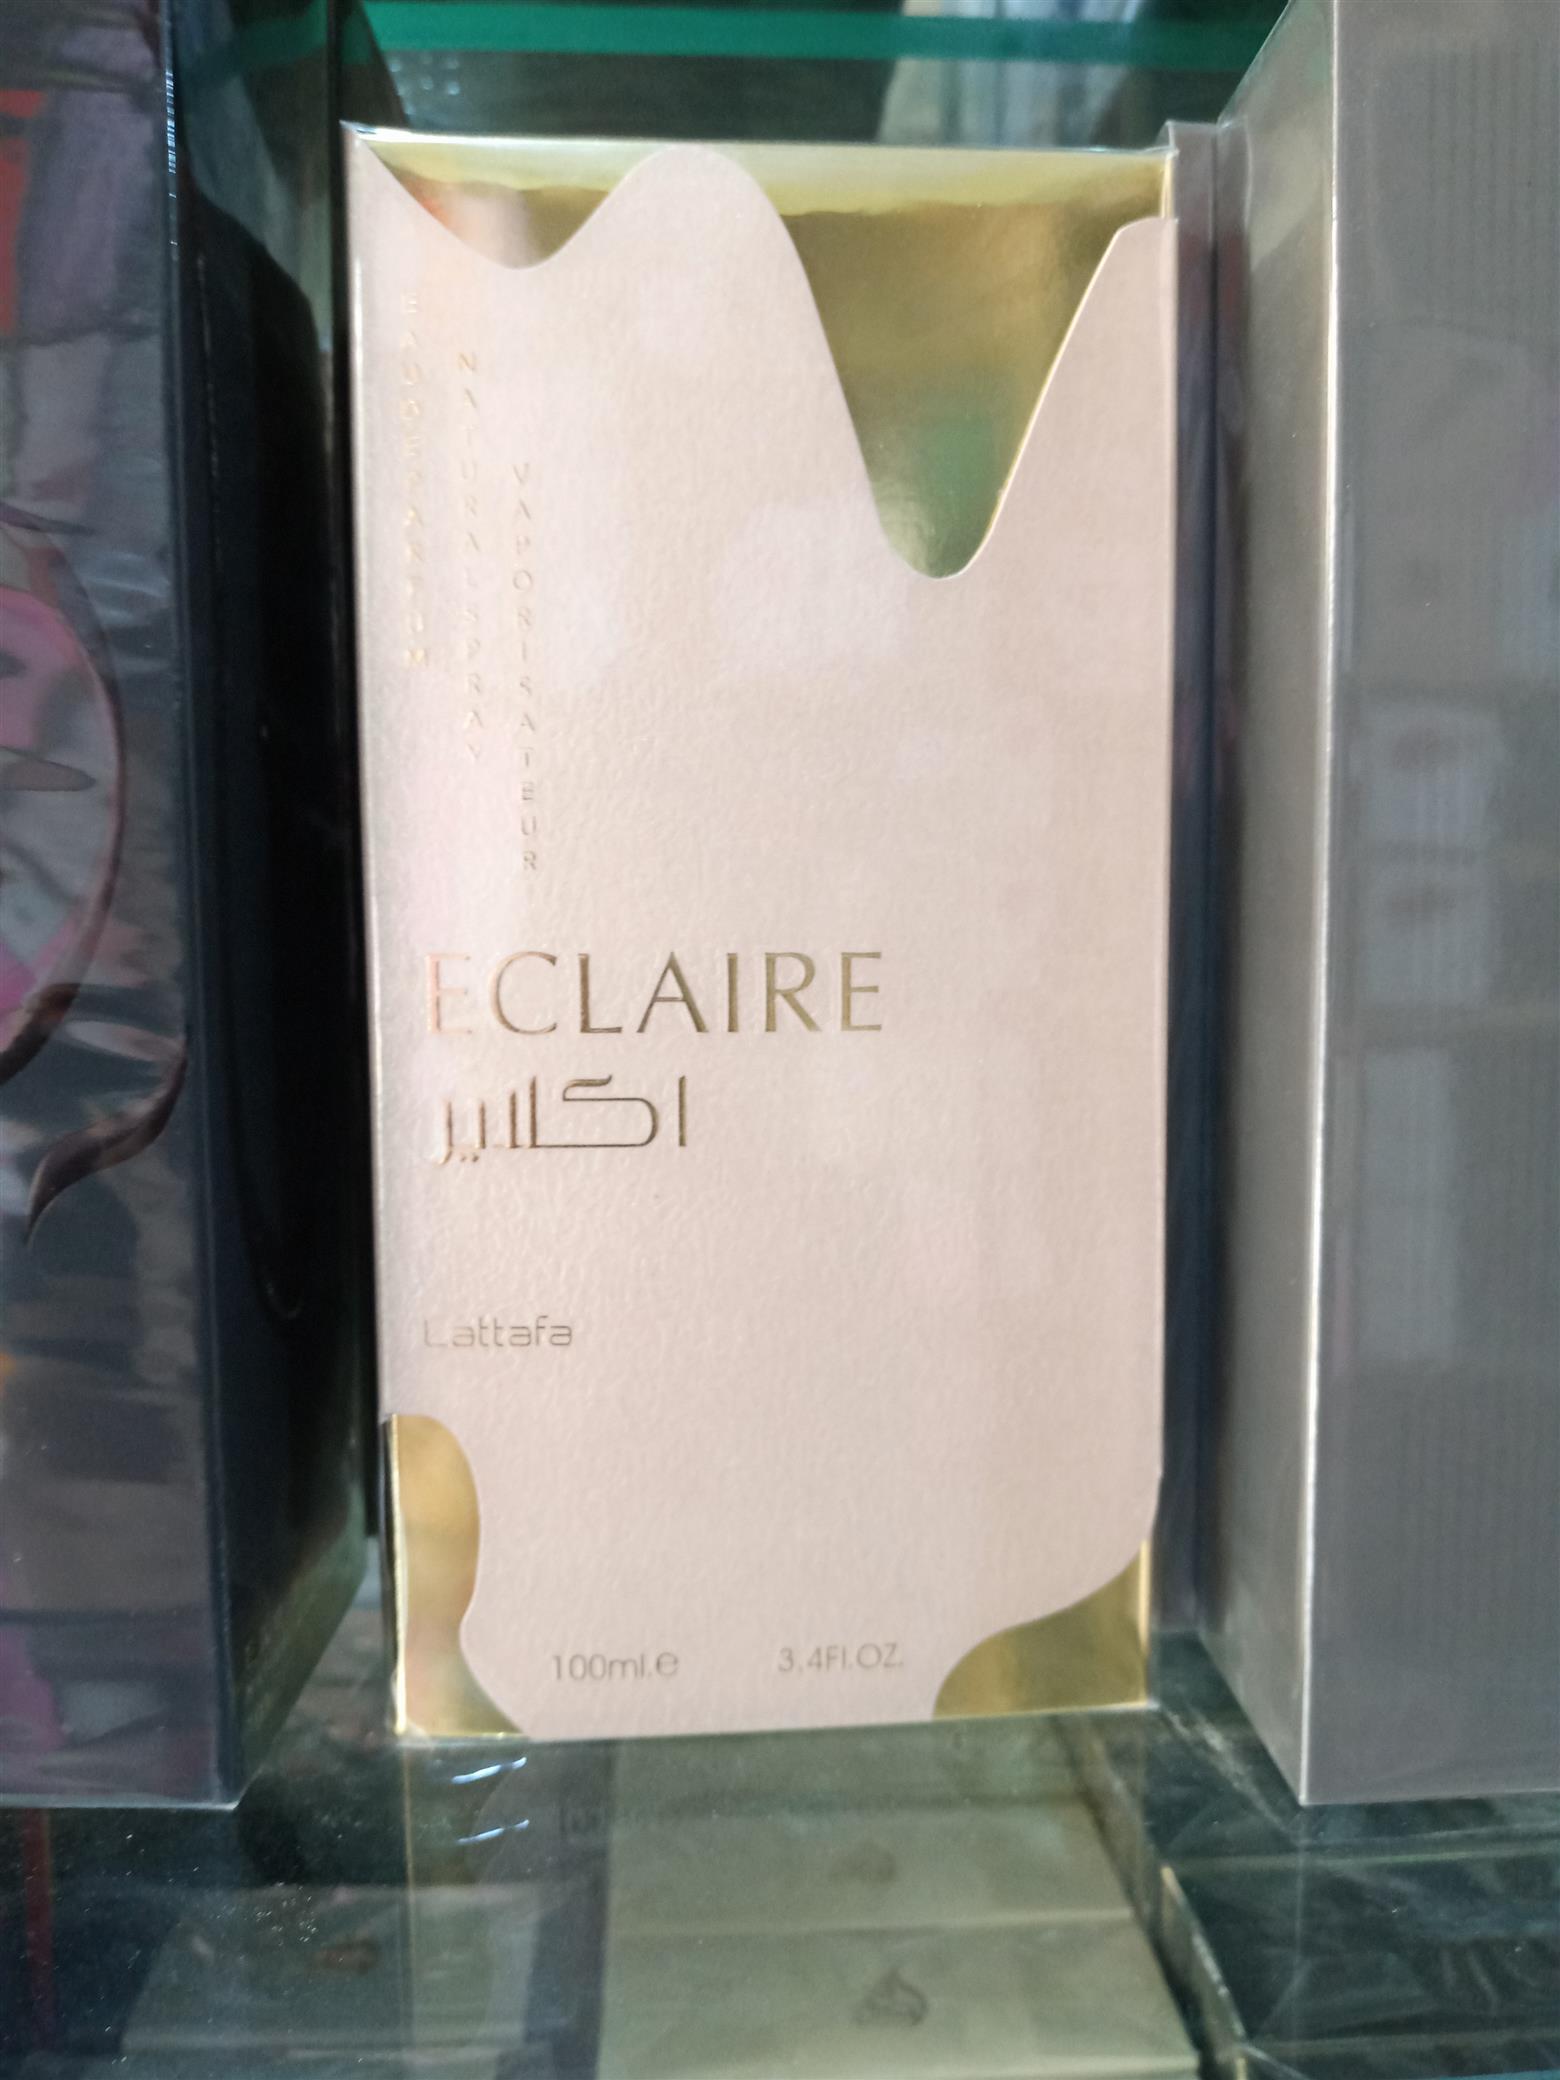 EAU DE PARFUM
NATURAL SPRAY
VAPORISATEUR
ECLAIRE
اكلير
Lattafa
100ml.e 3.4Fl.OZ.